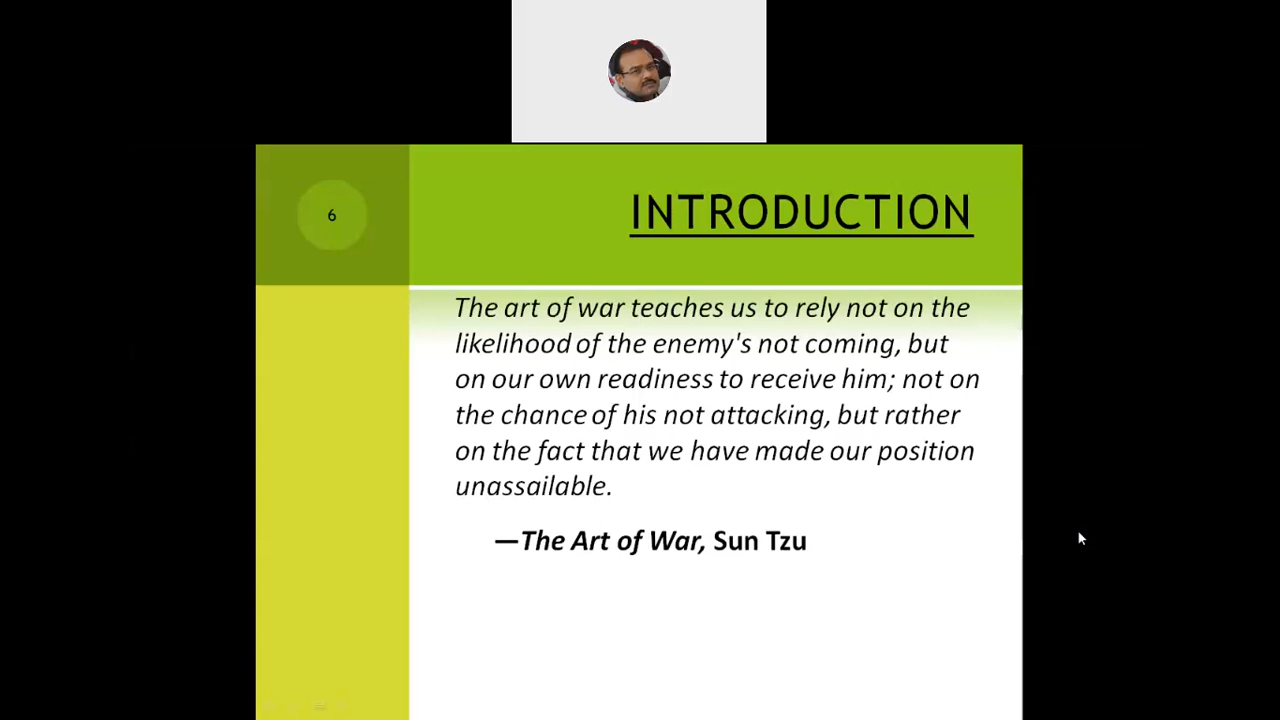 6
INTRODUCTION
The art of war teaches us to rely not on the
likelihood of the enemy's not coming, but
on our own readiness to receive him; not on
the chance of his not attacking, but rather
on the fact that we have made our position
unassailable.
—The Art of War, Sun Tzu